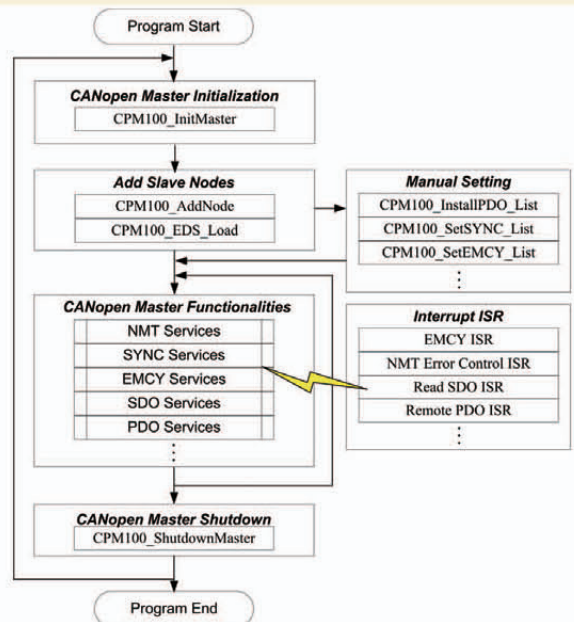 Program Start
CANopen Master Initialization
CPM100_InitMaster
Add Slave Nodes
CPM100_AddNode
CPM100_EDS_Load
Manual Setting
CPM100_InstallPDO_List
CPM100_SetSYNC_List
CPM100_SetEMCY_List
CANopen Master Functionalities
NMT Services
SYNC Services
EMCY Services
SDO Services
PDO Services
Interrupt ISR
EMCY ISR
NMT Error Control ISR
Read SDO ISR
Remote PDO ISR
CANopen Master Shutdown
CPM100_ShutdownMaster
Program End